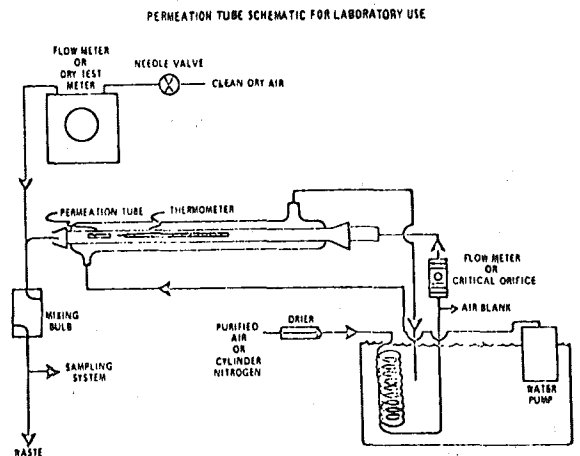 PERMEATION TUBE SCHEMATIC FOR LABORATORY USE
FLOW METER
OR
DRY TEST
METER
NEEDLE VALVE
CLEAN DRY AIR
PERMEATION TUBE
THERMOMETER
FLOW METER
OR
CRITICAL ORIFICE
AIR BLANK
MIXING
BULB
DRIER
PURIFIED
AIR
OR
CYLINDER
NITROGEN
SAMPLING
SYSTEM
WATER
PUMP
WASTE